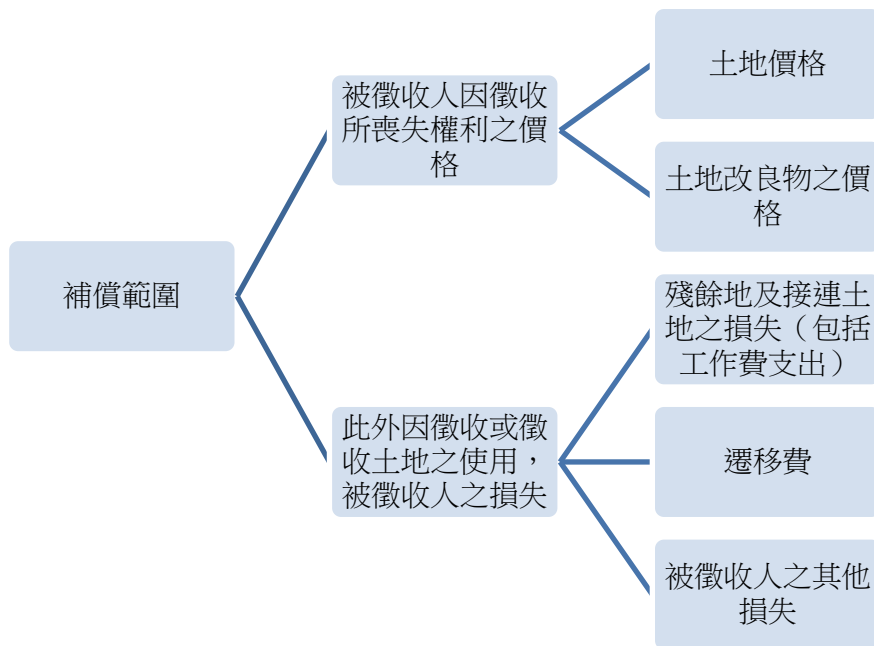 補償範圍
被徵收人因徵收
所喪失權利之價
格
土地價格
土地改良物之價
格
此外因徵收或徵
收土地之使用，
被徵收人之損失
殘餘地及接連土
地之損失（包括
工作費支出）
遷移費
被徵收人之其他
損失